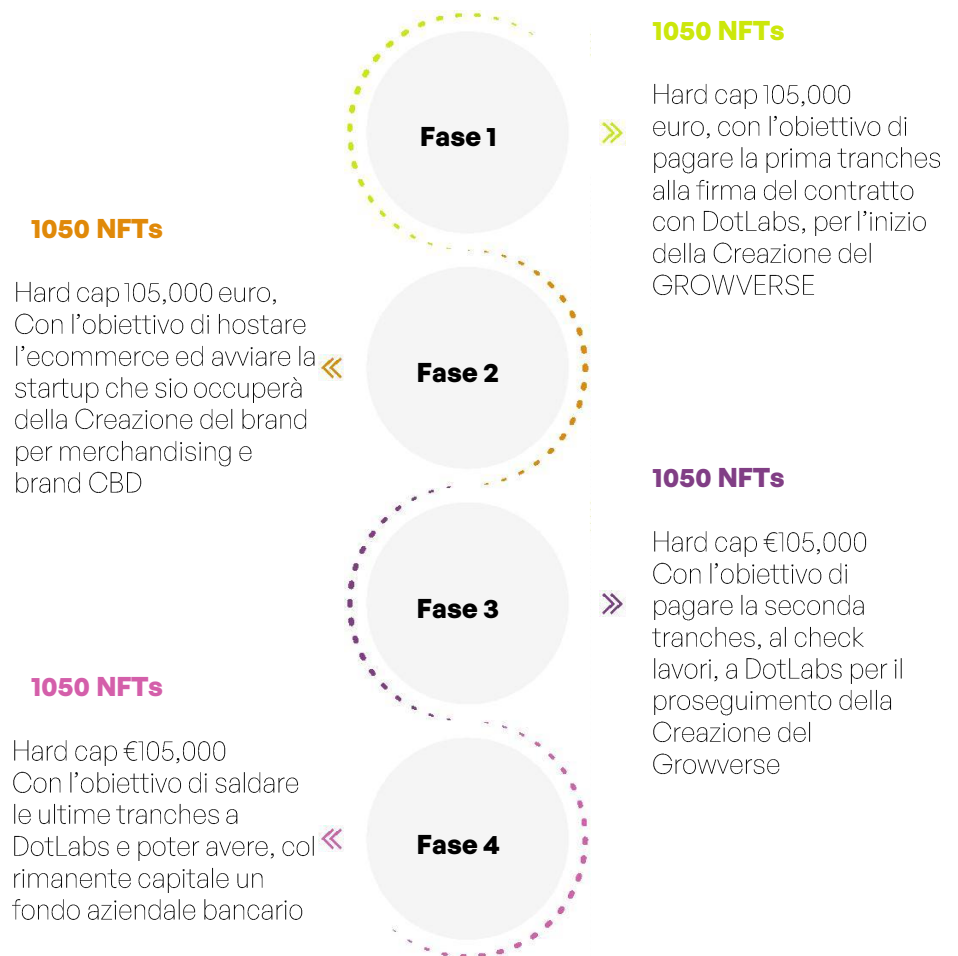 Fase 1
1050 NFTs
Hard cap 105,000
euro, con l'obiettivo di
pagare la prima tranches
alla firma del contratto
con DotLabs, per l'inizio
della Creazione del
GROWVERSE
Fase 2
1050 NFTs
Hard cap 105,000 euro,
Con l'obiettivo di hostare
l'ecommerce ed avviare la
startup che sio occuperà
della Creazione del brand
per merchandising e
brand CBD
Fase 3
1050 NFTs
Hard cap €105,000
Con l'obiettivo di
pagare la seconda
tranches, al check
lavori, a DotLabs per il
proseguimento della
Creazione del
Growverse
Fase 4
1050 NFTs
Hard cap €105,000
Con l'obiettivo di saldare
le ultime tranches a
DotLabs e poter avere, col
rimanente capitale un
fondo aziendale bancario